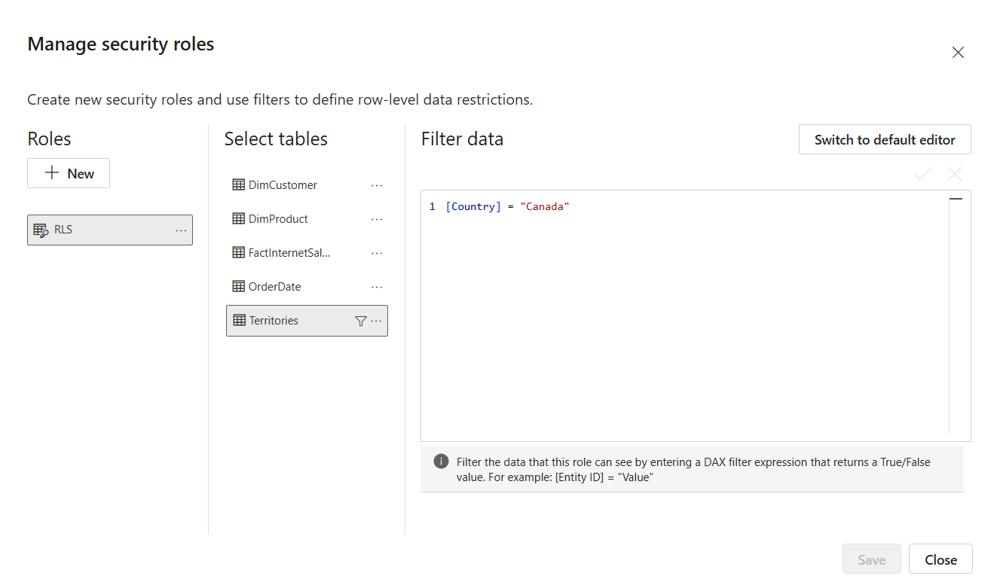 Manage security roles
Create new security roles and use filters to define row-level data restrictions.
Roles
New
RLS
Select tables
DimCustomer
DimProduct
FactInternetSal...
OrderDate
Territories
Filter data
Switch to default editor
1 [Country] = "Canada"
Filter the data that this role can see by entering a DAX filter expression that returns a True/False
value. For example: [Entity ID] = "Value"
Save
Close